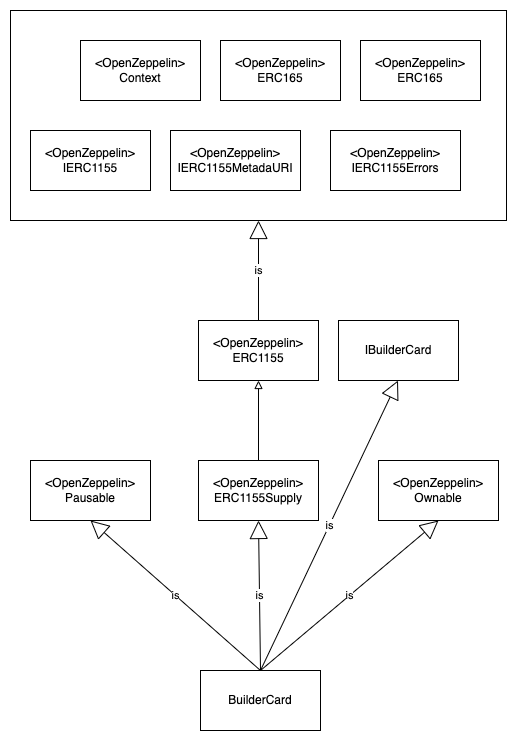 <OpenZeppelin>
Context
<OpenZeppelin>
ERC165
<OpenZeppelin>
ERC165
<OpenZeppelin>
IERC1155
<OpenZeppelin>
IERC1155MetadaURI
<OpenZeppelin>
IERC1155Errors
is
<OpenZeppelin>
ERC1155
IBuilderCard
<OpenZeppelin>
Pausable
<OpenZeppelin>
ERC1155Supply
<OpenZeppelin>
Ownable
is
is
is
is
BuilderCard